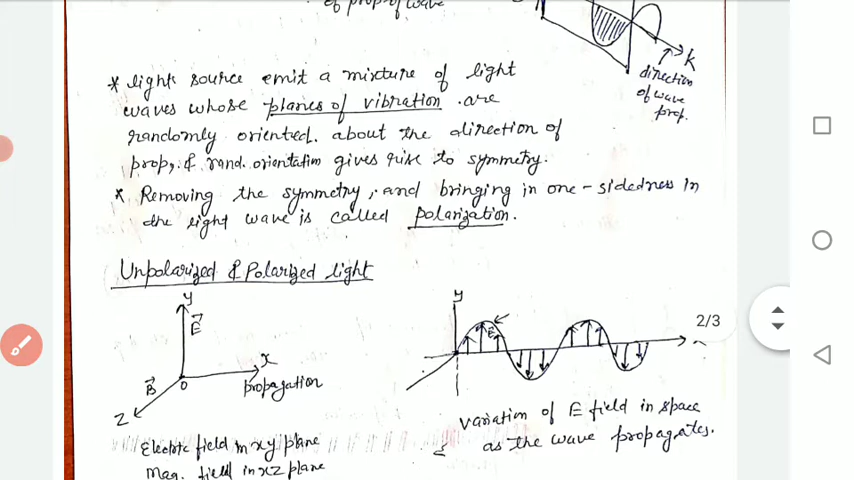 of prop of wave
k
direction
of wave
prop.
* light source emit a mixture of light
waves whose planes of vibration are
randomly oriented about the direction of
prop, & rand. orientation gives rise to symmetry.
* Removing the symmetry, and bringing in one-sidedness in
the light wave is called polarization.
Unpolarized & Polarized light
y
E
x
propagation
B
0
z
Electric field in xy plane
Mag. field in xz plane
y
E
2/3
variation of E field in space
as the wave propagates.